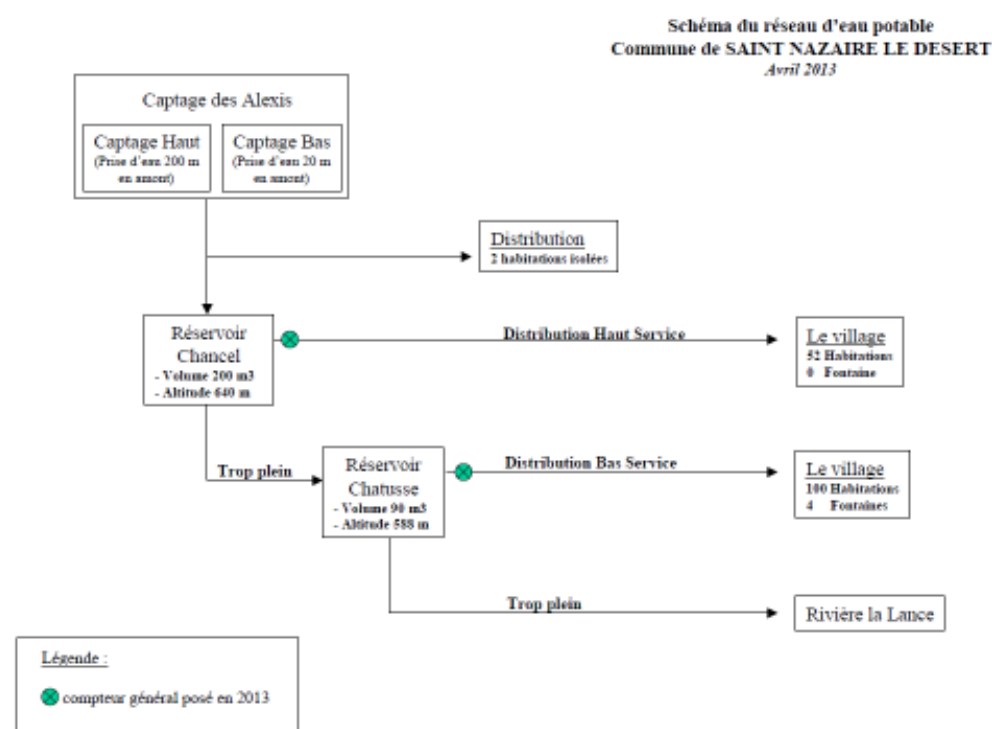 Schéma du réseau d'eau potable
Commune de SAINT NAZAIRE LE DESERT
Avril 2013
Captage des Alexis
Captage Haut
(Prise d'eau 200 m
en amont)
Captage Bas
(Prise d'eau 20 m
en amont)
Distribution
2 habitations isolées
Réservoir
Chancel
- Volume 200 m3
- Altitude 640 m
Distribution Haut Service
Le village
52 Habitations
0 Fontaine
Trop plein
Réservoir
Chatusse
- Volume 90 m3
- Altitude 588 m
Distribution Bas Service
Le village
100 Habitations
4 Fontaines
Trop plein
Rivière la Lance
Légende :
compteur général posé en 2013